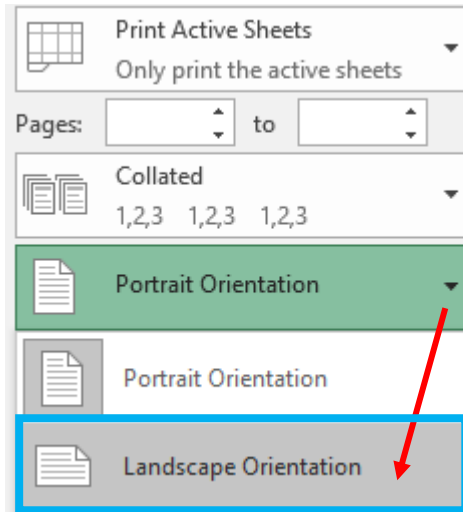 Print Active Sheets
Only print the active sheets
Pages: to
Collated
1,2,3 1,2,3 1,2,3
Portrait Orientation
Portrait Orientation
Landscape Orientation